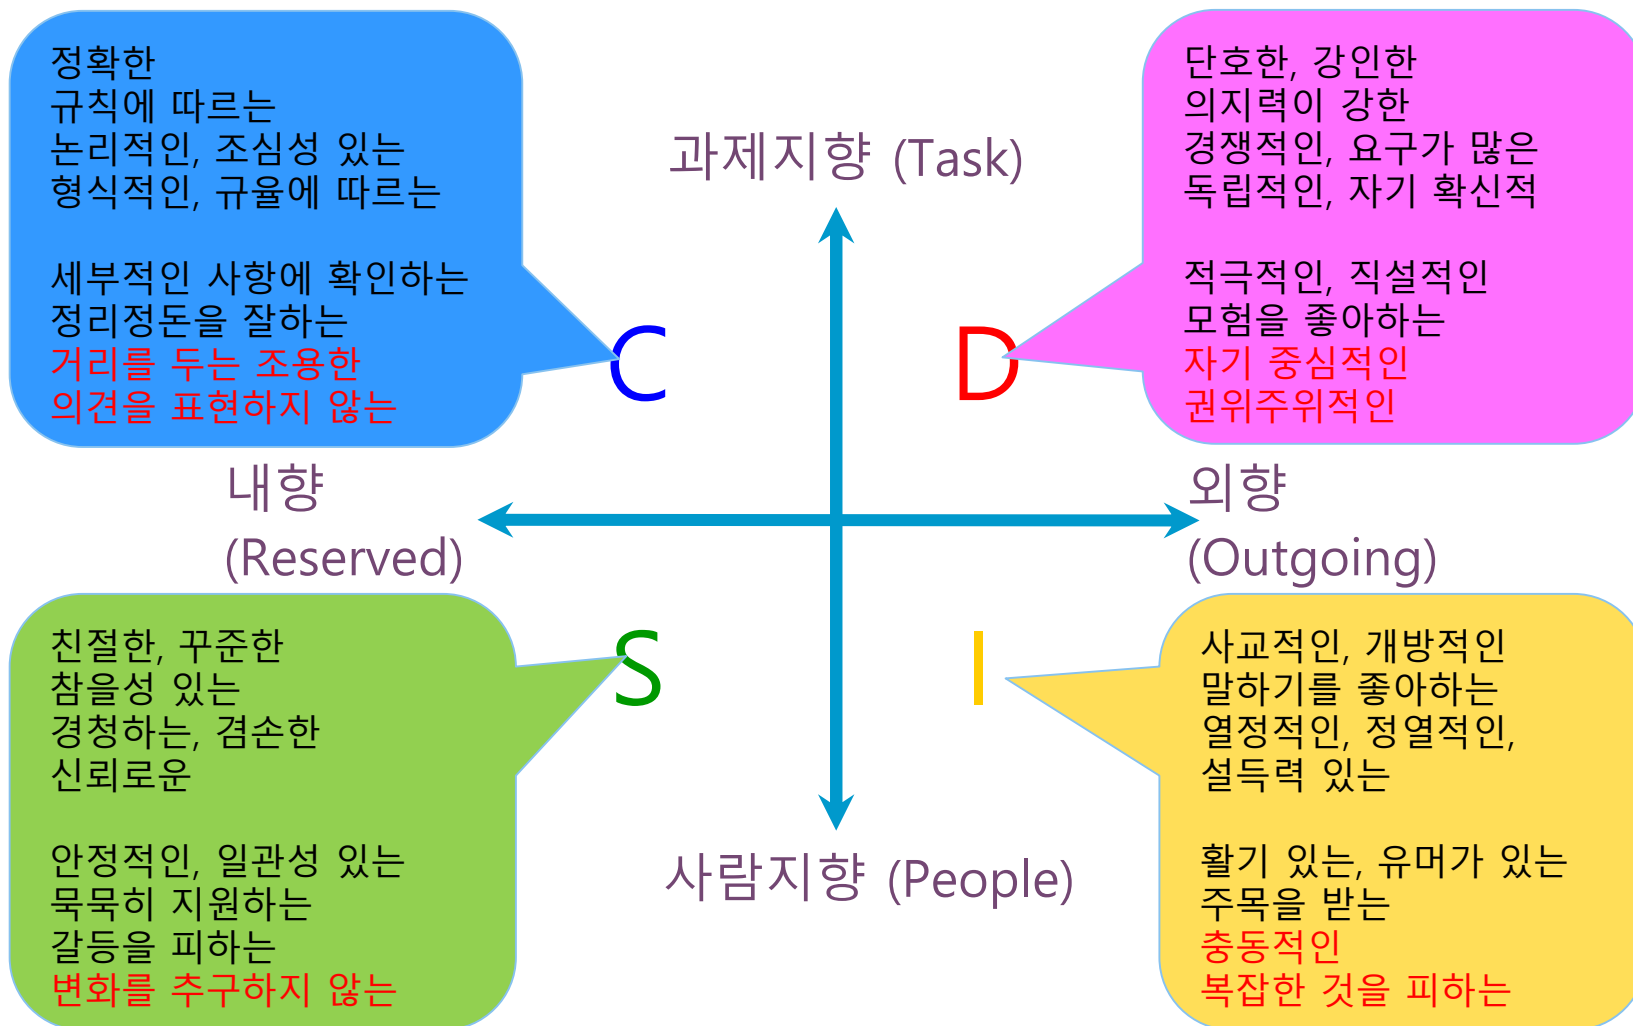 정확한
규칙에 따르는
논리적인, 조심성 있는
형식적인, 규율에 따르는
세부적인 사항에 확인하는
정리정돈을 잘하는
거리를 두는 조용한
의견을 표현하지 않는
과제지향 (Task)
단호한, 강인한
의지력이 강한
경쟁적인, 요구가 많은
독립적인, 자기 확신적
적극적인, 직설적인
모험을 좋아하는
자기 중심적인
권위주위적인
C
D
내향
(Reserved)
외향
(Outgoing)
S
I
친절한, 꾸준한
참을성 있는
경청하는, 겸손한
신뢰로운
안정적인, 일관성 있는
묵묵히 지원하는
갈등을 피하는
변화를 추구하지 않는
사람지향 (People)
사교적인, 개방적인
말하기를 좋아하는
열정적인, 정열적인,
설득력 있는
활기 있는, 유머가 있는
주목을 받는
충동적인
복잡한 것을 피하는